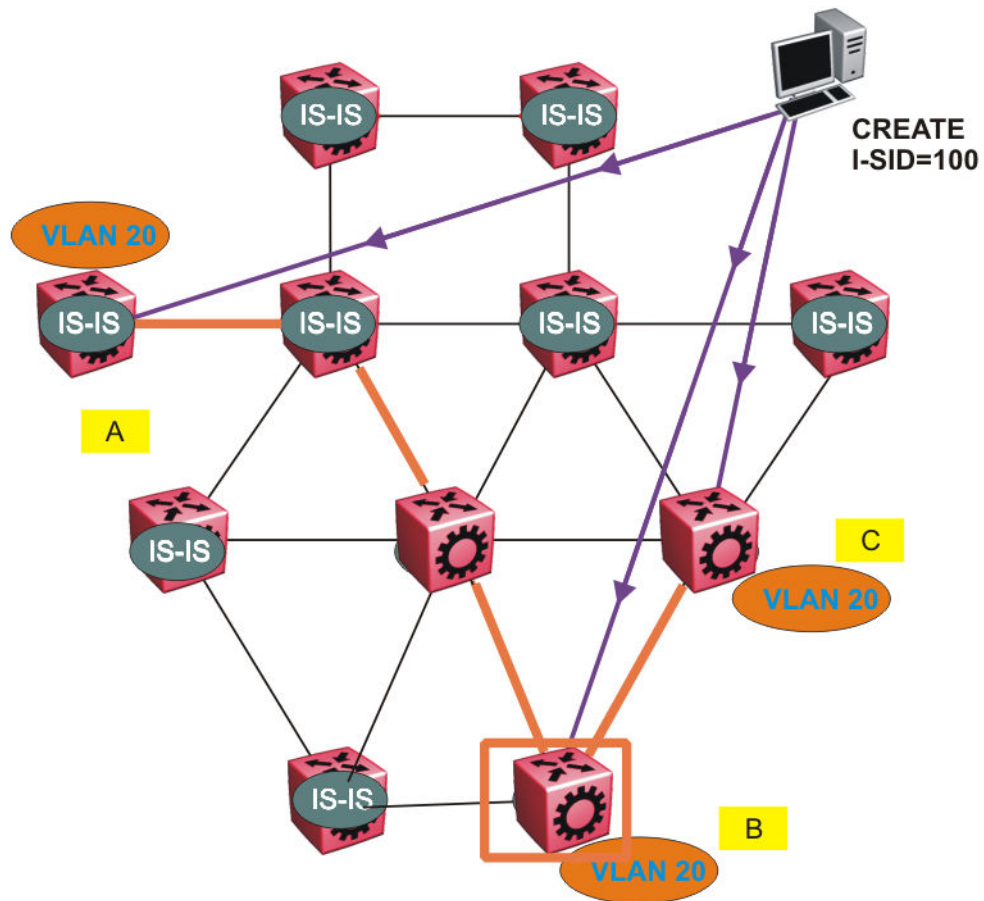 IS-IS
IS-IS
CREATE
I-SID=100
VLAN 20
IS-IS
IS-IS
IS-IS
IS-IS
A
IS-IS
C
VLAN 20
IS-IS
B
VLAN 20